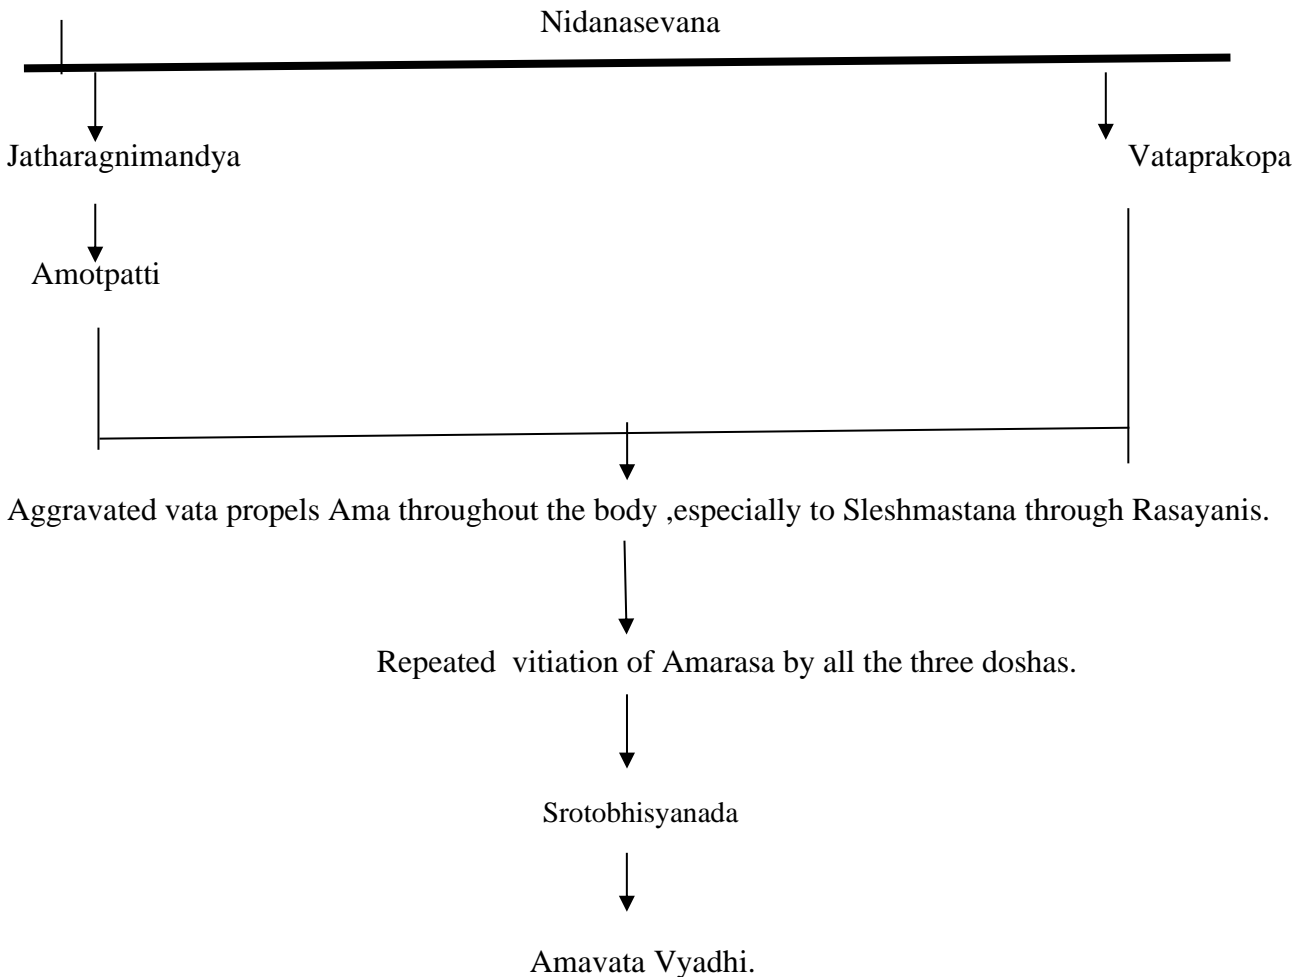 Nidanasevana
Jatharagnimandya
Vataprakopa
Amotpatti
Aggravated vata propels Ama throughout the body ,especially to Sleshmastana through Rasayanis.
Repeated vitiation of Amarasa by all the three doshas.
Srotobhisyanada
Amavata Vyadhi.